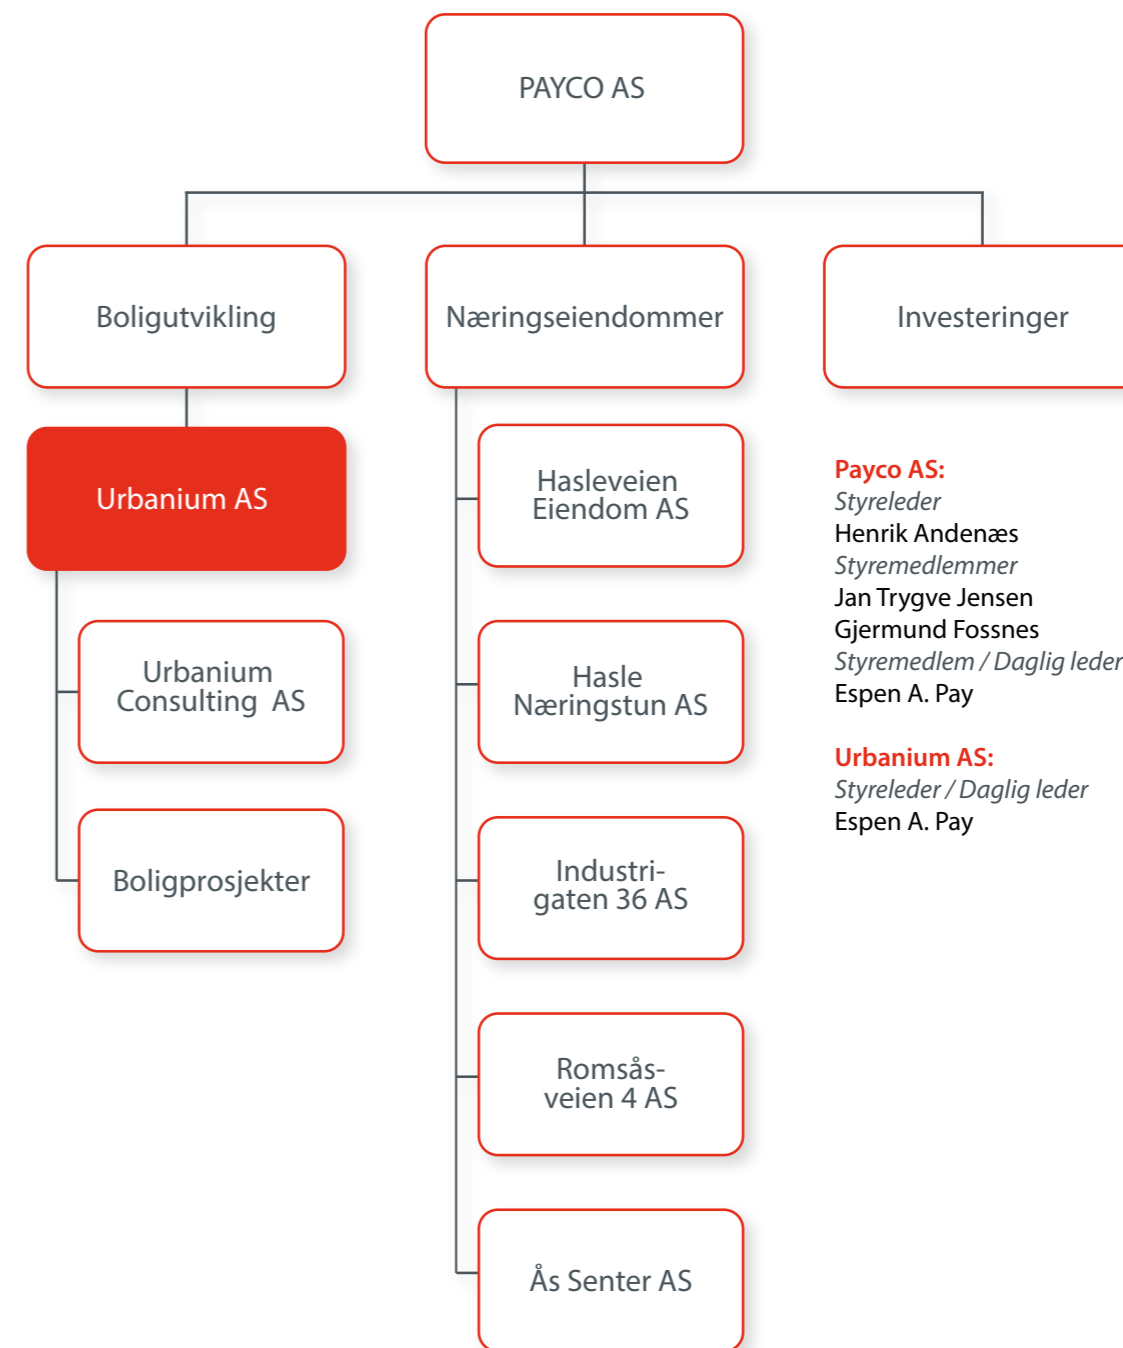 PAYCO AS
Boligutvikling
Næringseiendommer
Investeringer
Urbanium AS
Urbanium
Consulting AS
Boligprosjekter
Hasleveien
Eiendom AS
Hasle
Næringstun AS
Industri-
gaten 36 AS
Romsås-
veien 4 AS
Ås Senter AS
Payco AS:
Styreleder
Henrik Andenæs
Styremedlemmer
Jan Trygve Jensen
Gjermund Fossnes
Styremedlem / Daglig leder
Espen A. Pay
Urbanium AS:
Styreleder / Daglig leder
Espen A. Pay